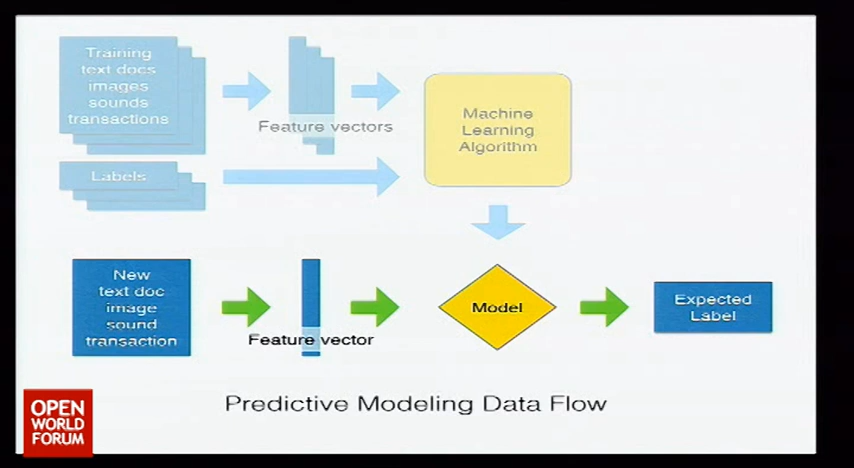 Training
text docs
images
sounds
transactions
Feature vectors
Machine
Learning
Algorithm
Labels
New
text doc
image
sound
transaction
Feature vector
Model
Expected
Label
Predictive Modeling Data Flow
OPEN
WORLD
FORUM